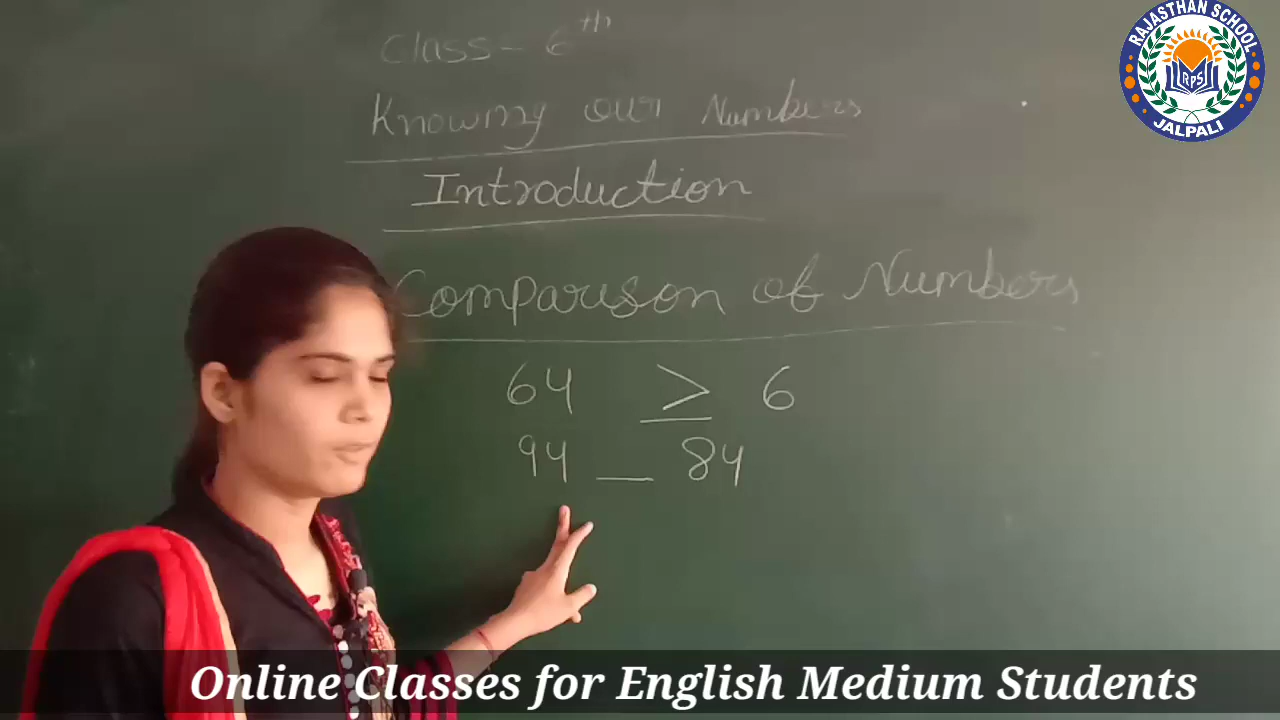 Class - 6th
Knowing our Numbers
Introduction
Comparison of Numbers
64 > 6
94 __ 84
RAJASTHAN SCHOOL
RPS
JALPALI
Online Classes for English Medium Students